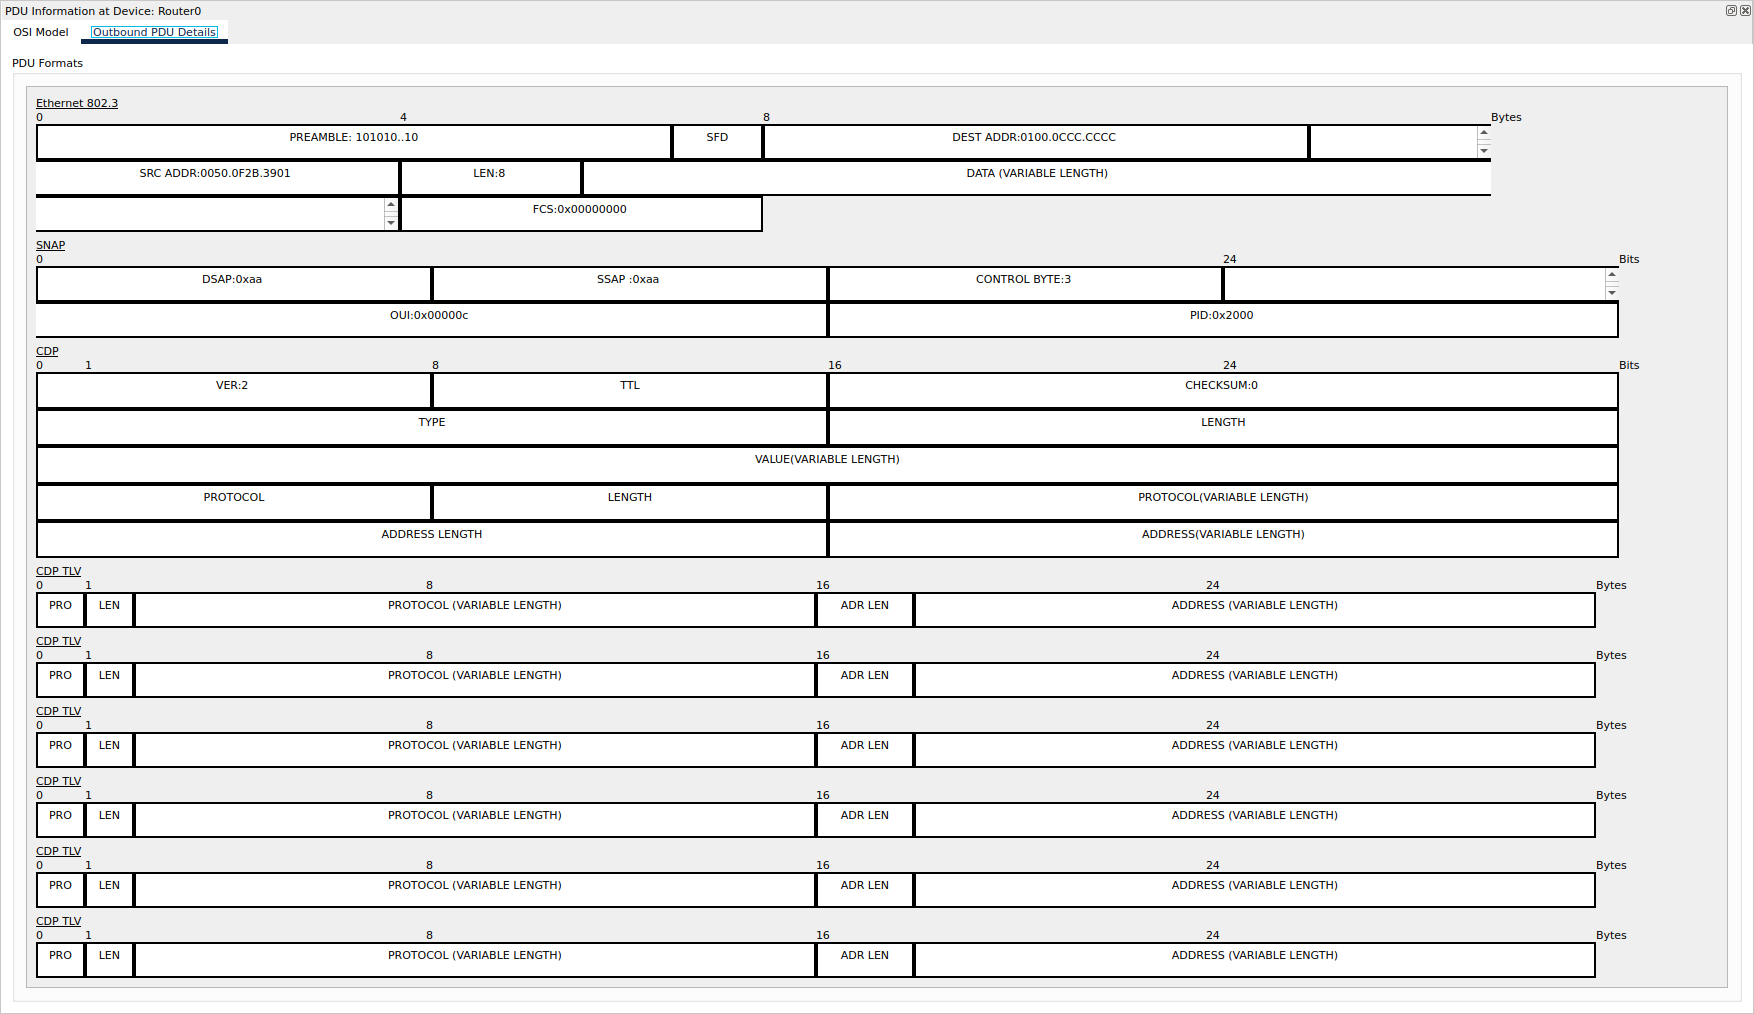 PDU Information at Device: Router0
OSI Model Outbound PDU Details
PDU Formats
Ethernet 802.3
0 4 8 Bytes
PREAMBLE: 101010..10 SFD DEST ADDR:0100.0CCC.CCCC
SRC ADDR:0050.0F2B.3901 LEN:8 DATA (VARIABLE LENGTH)
FCS:0x00000000
SNAP
0 24 Bits
DSAP:0xaa SSAP :0xaa CONTROL BYTE:3
OUI:0x00000c PID:0x2000
CDP
0 1 8 16 24 Bits
VER:2 TTL CHECKSUM:0
TYPE LENGTH
VALUE(VARIABLE LENGTH)
PROTOCOL LENGTH PROTOCOL(VARIABLE LENGTH)
ADDRESS LENGTH ADDRESS(VARIABLE LENGTH)
CDP TLV
0 1 8 16 24 Bytes
PRO LEN PROTOCOL (VARIABLE LENGTH) ADR LEN ADDRESS (VARIABLE LENGTH)
CDP TLV
0 1 8 16 24 Bytes
PRO LEN PROTOCOL (VARIABLE LENGTH) ADR LEN ADDRESS (VARIABLE LENGTH)
CDP TLV
0 1 8 16 24 Bytes
PRO LEN PROTOCOL (VARIABLE LENGTH) ADR LEN ADDRESS (VARIABLE LENGTH)
CDP TLV
0 1 8 16 24 Bytes
PRO LEN PROTOCOL (VARIABLE LENGTH) ADR LEN ADDRESS (VARIABLE LENGTH)
CDP TLV
0 1 8 16 24 Bytes
PRO LEN PROTOCOL (VARIABLE LENGTH) ADR LEN ADDRESS (VARIABLE LENGTH)
CDP TLV
0 1 8 16 24 Bytes
PRO LEN PROTOCOL (VARIABLE LENGTH) ADR LEN ADDRESS (VARIABLE LENGTH)